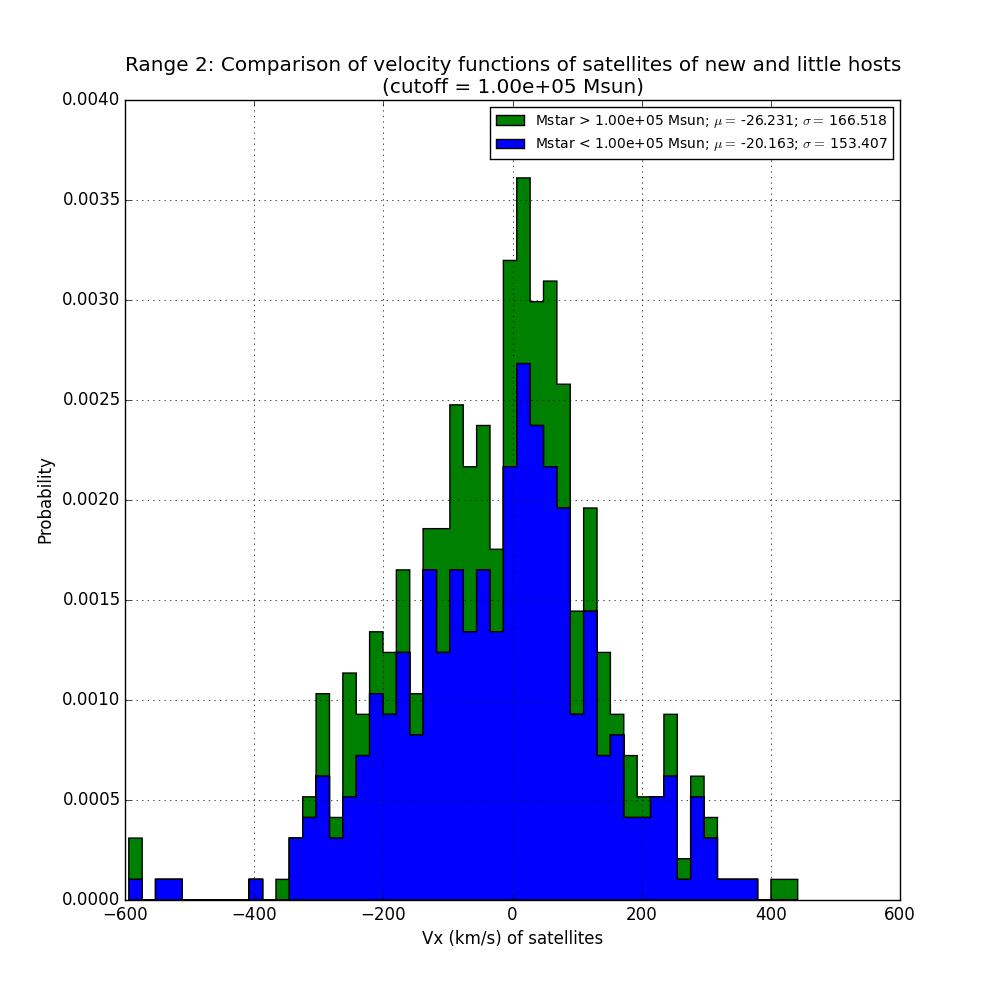 Range 2: Comparison of velocity functions of satellites of new and little hosts
(cutoff = 1.00e+05 Msun)
Mstar > 1.00e+05 Msun; μ = -26.231; σ = 166.518
Mstar < 1.00e+05 Msun; μ = -20.163; σ = 153.407
0.0040
0.0035
0.0030
0.0025
0.0020
0.0015
0.0010
0.0005
0.0000
Probability
−600 −400 −200 0 200 400 600
Vx (km/s) of satellites